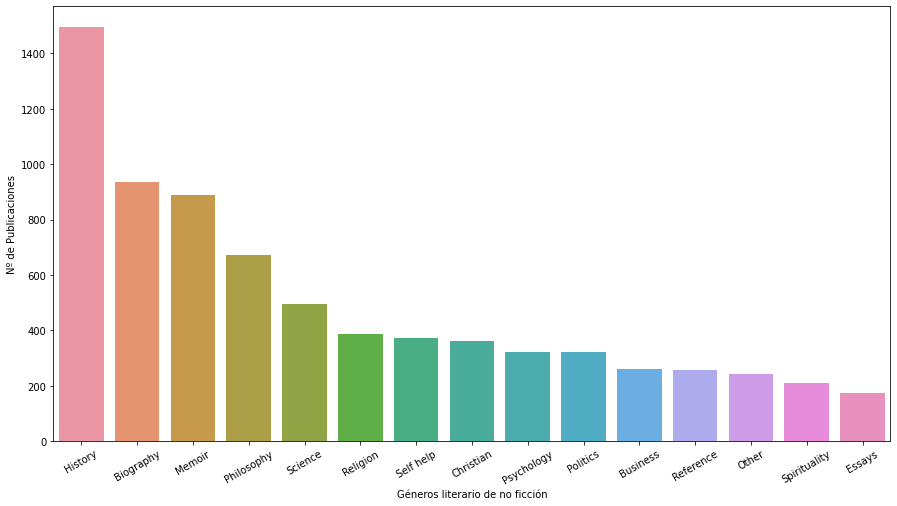 1400
1200
1000
800
600
400
200
0
Nº de Publicaciones
History
Biography
Memoir
Philosophy
Science
Religion
Self help
Christian
Psychology
Politics
Business
Reference
Other
Spirituality
Essays
Géneros literario de no ficción